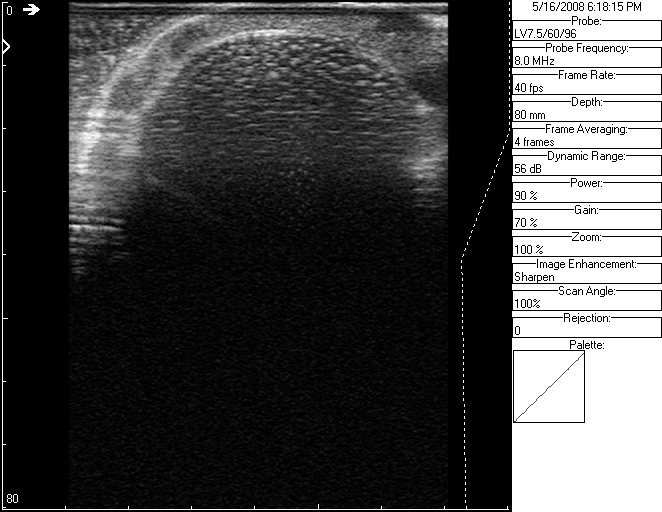 0
80
5/16/2008 6:18:15 PM
Probe:
LV7.5/60/96
Probe Frequency:
8.0 MHz
Frame Rate:
40 fps
Depth:
80 mm
Frame Averaging:
4 frames
Dynamic Range:
56 dB
Power:
90 %
Gain:
70 %
Zoom:
100 %
Image Enhancement:
Sharpen
Scan Angle:
100%
Rejection:
0
Palette: